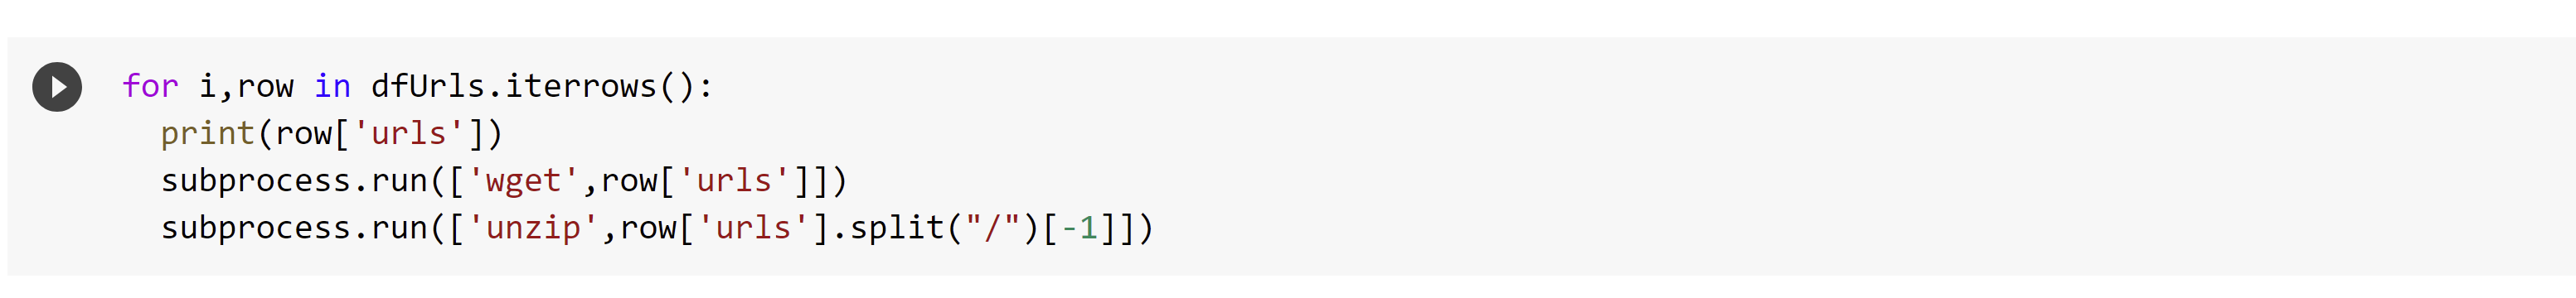 for i,row in dfUrls.iterrows():
  print(row['urls'])
  subprocess.run(['wget',row['urls']])
  subprocess.run(['unzip',row['urls'].split("/")[-1]])